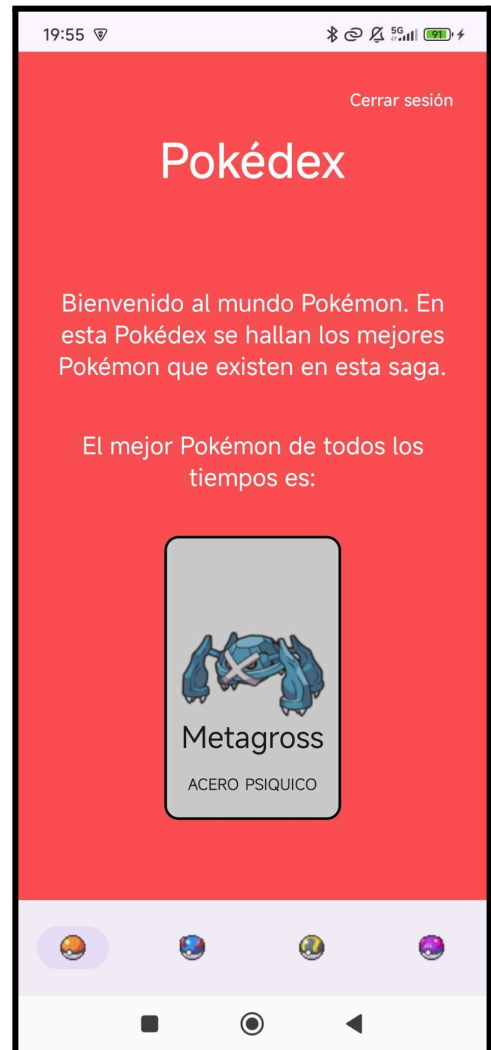 19:55
5G
91
Cerrar sesión
Pokédex
Bienvenido al mundo Pokémon. En
esta Pokédex se hallan los mejores
Pokémon que existen en esta saga.
El mejor Pokémon de todos los
tiempos es:
Metagross
ACERO PSIQUICO